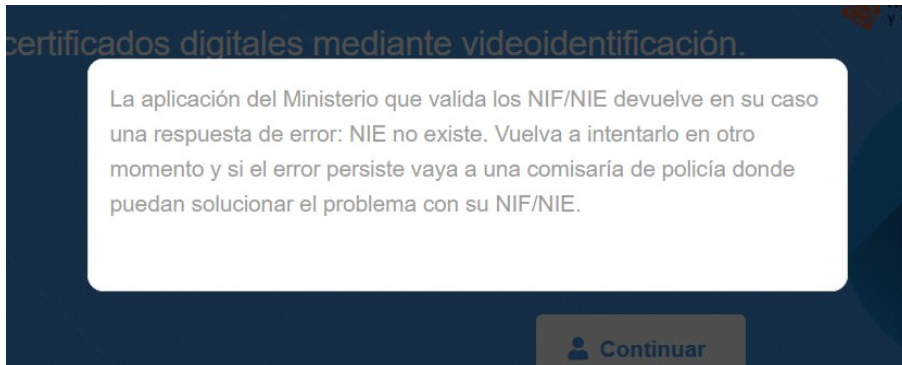 certificados digitales mediante videoidentificación.
La aplicación del Ministerio que valida los NIF/NIE devuelve en su caso
una respuesta de error: NIE no existe. Vuelva a intentarlo en otro
momento y si el error persiste vaya a una comisaría de policía donde
puedan solucionar el problema con su NIF/NIE.
Continuar